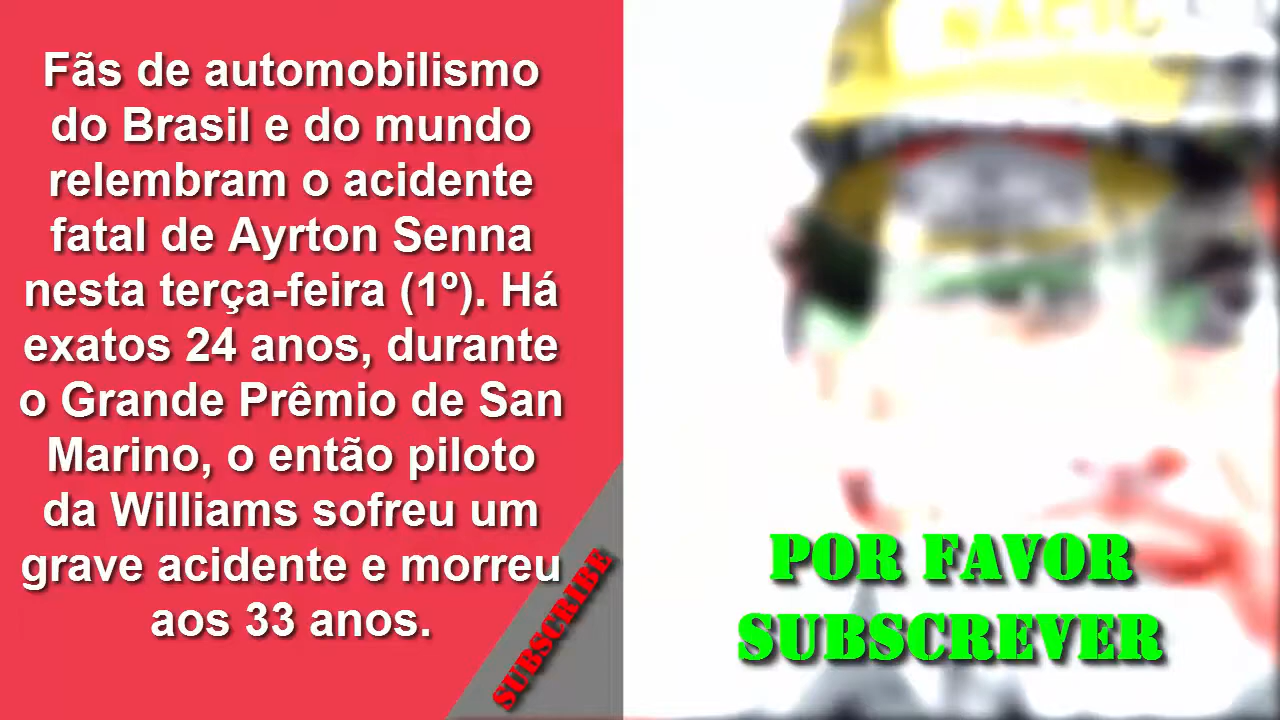 Fãs de automobilismo
do Brasil e do mundo
relembram o acidente
fatal de Ayrton Senna
nesta terça-feira (1º). Há
exatos 24 anos, durante
o Grande Prêmio de San
Marino, o então piloto
da Williams sofreu um
grave acidente e morreu
aos 33 anos.
SUBSCRIBE
POR FAVOR
SUBSCREVER